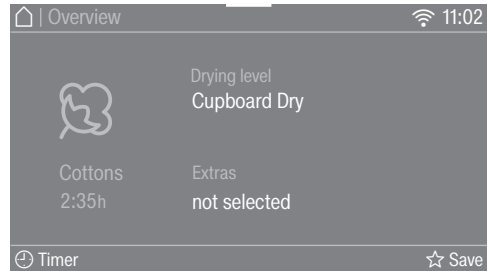 | Overview
11:02
Drying level
Cupboard Dry
Cottons
2:35h
Extras
not selected
Timer
Save